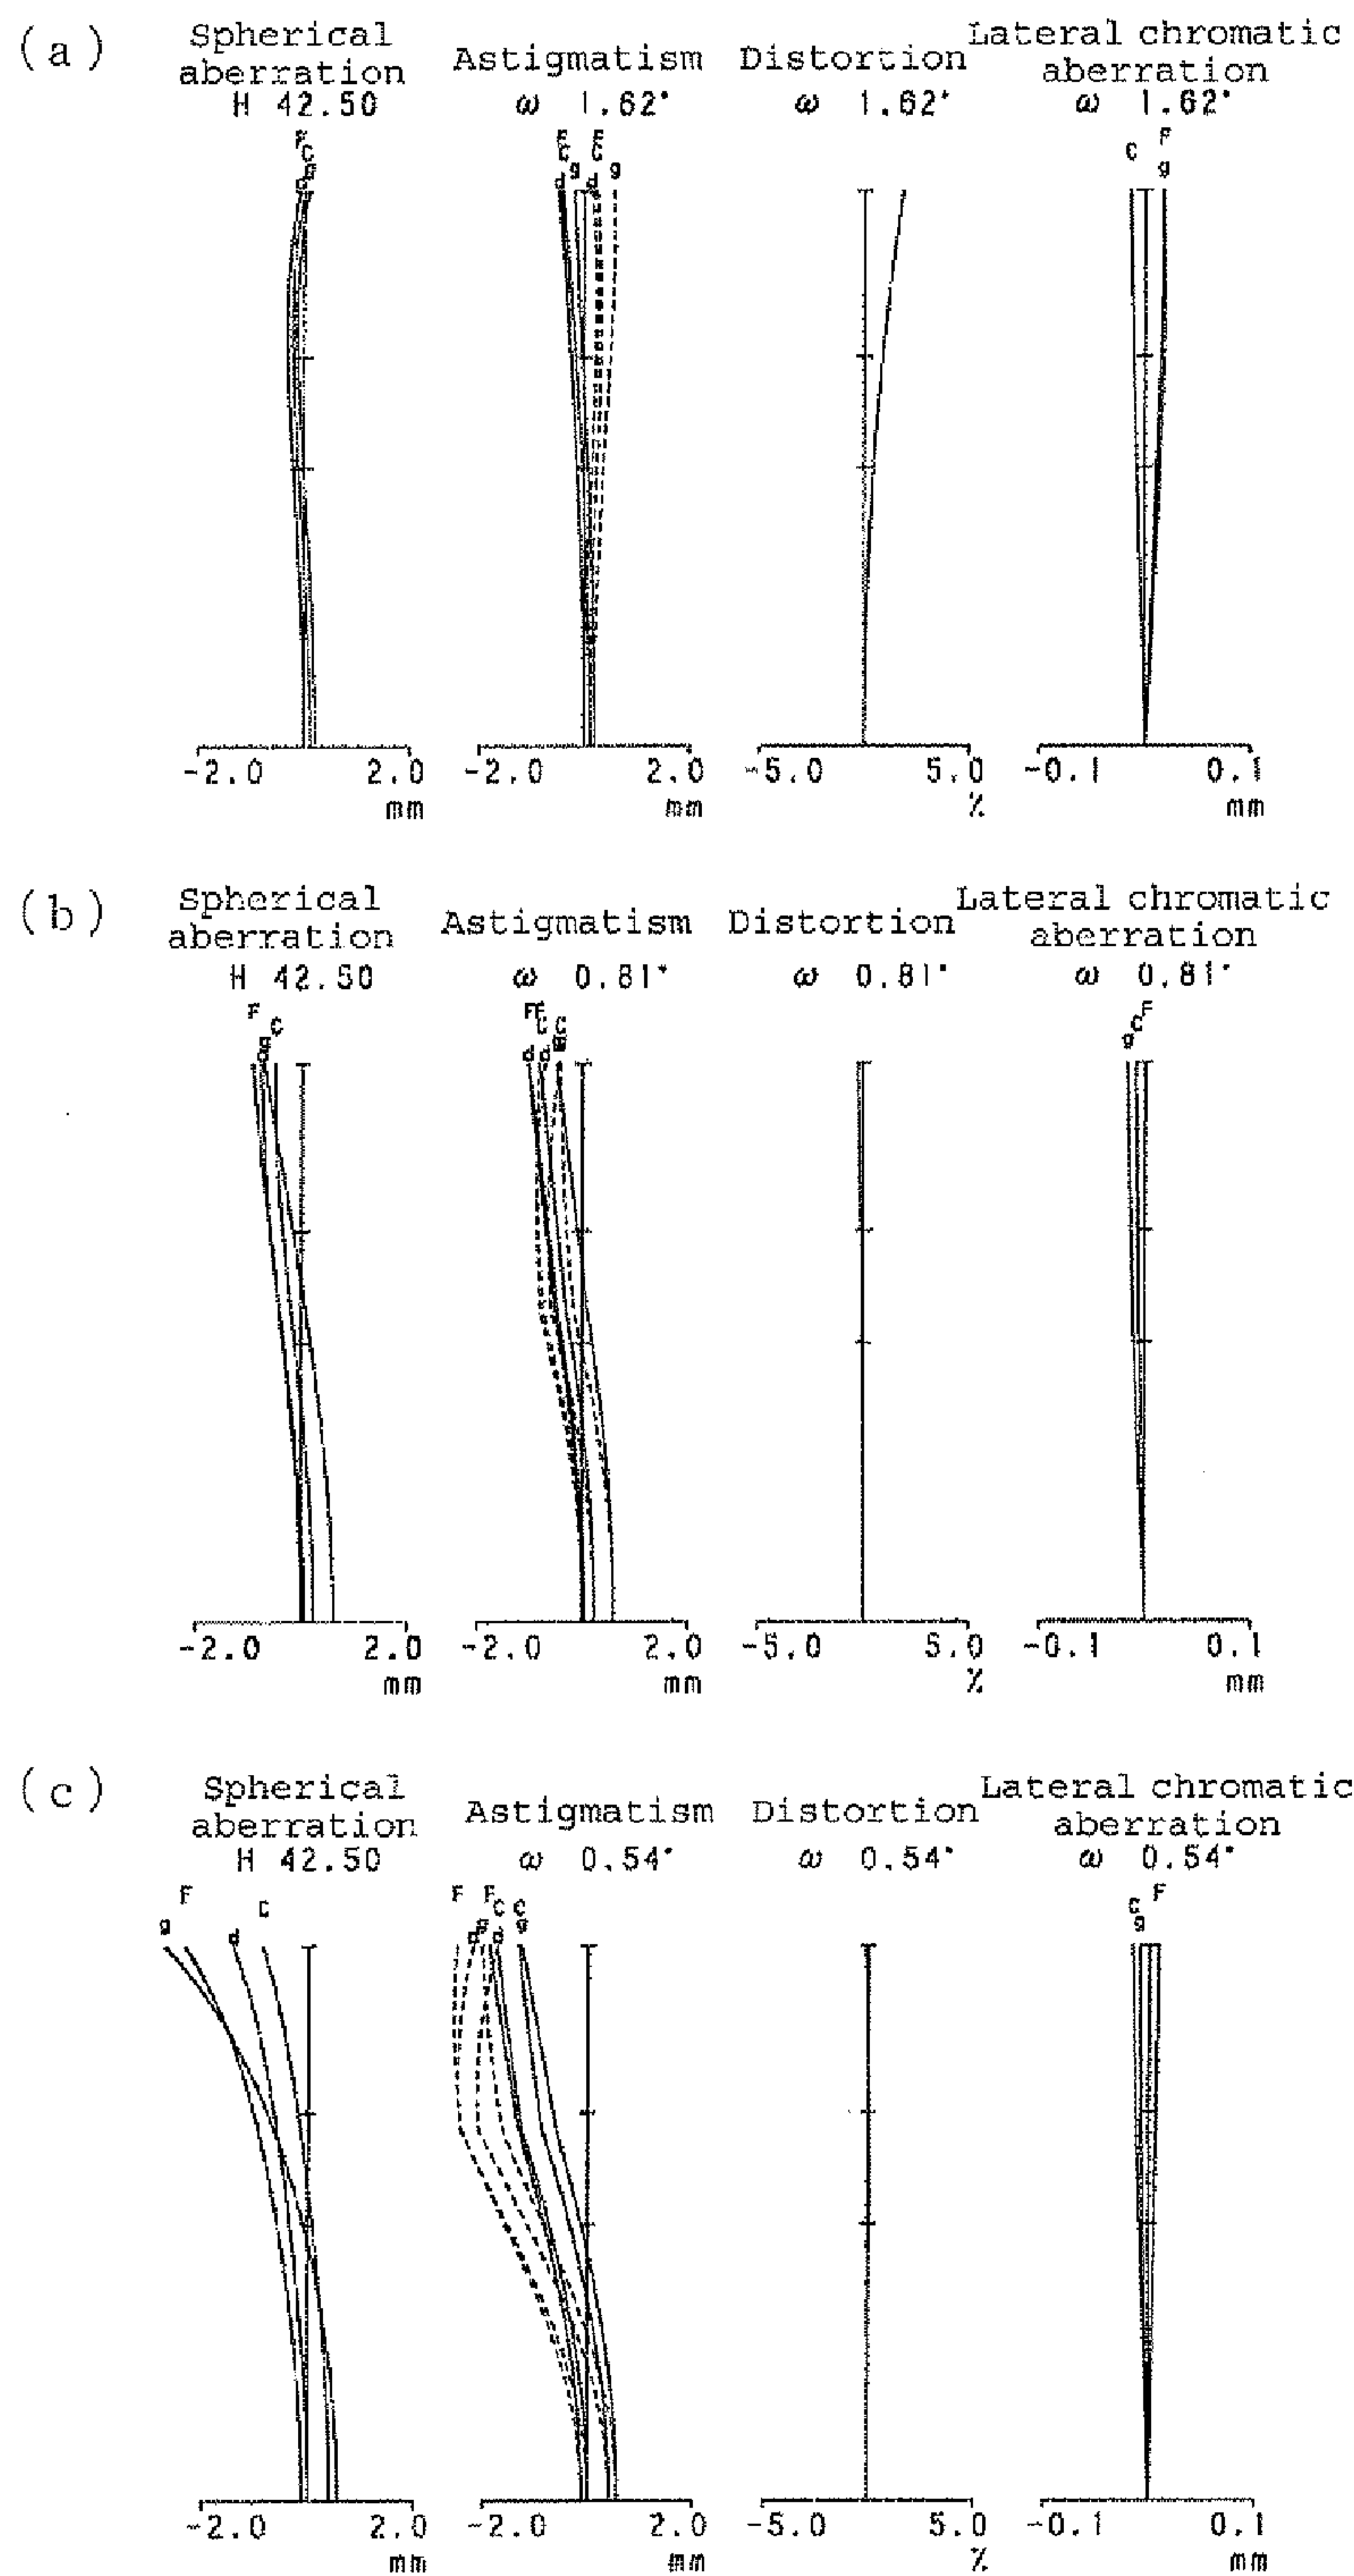 (a)
Spherical
aberration
H 42.50
Astigmatism
ω 1.62°
Distortion
ω 1.62°
Lateral chromatic
aberration
ω 1.62°
F
C
g
d
F
C
g
d
F
C
g
d
C
F
g
-2.0 2.0
mm
-2.0 2.0
mm
-5.0 5.0
%
-0.1 0.1
mm
(b)
Spherical
aberration
H 42.50
Astigmatism
ω 0.81°
Distortion
ω 0.81°
Lateral chromatic
aberration
ω 0.81°
F
C
g
d
F F
C C
d d
g C F
-2.0 2.0
mm
-2.0 2.0
mm
-5.0 5.0
%
-0.1 0.1
mm
(c)
Spherical
aberration
H 42.50
Astigmatism
ω 0.54°
Distortion
ω 0.54°
Lateral chromatic
aberration
ω 0.54°
g F d C
F F C C
d g d g
C g F
-2.0 2.0
mm
-2.0 2.0
mm
-5.0 5.0
%
-0.1 0.1
mm